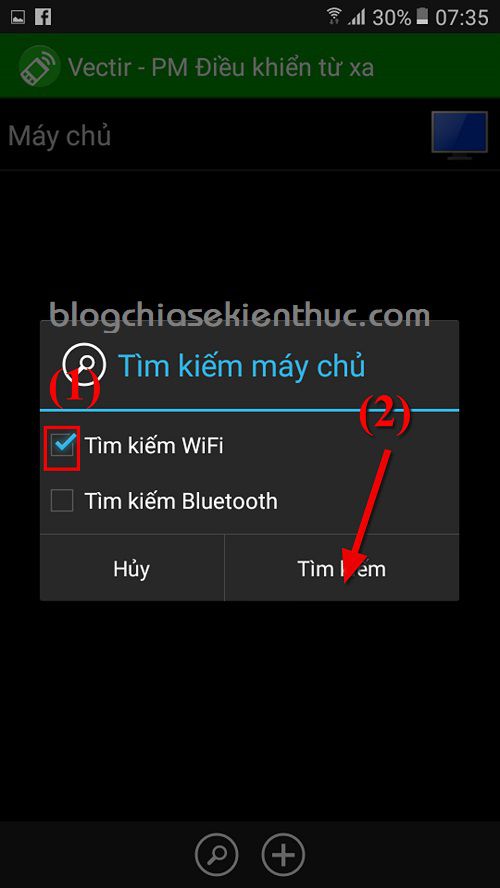 30% 07:35
Vectir - PM Điều khiển từ xa
Máy chủ
blogchiasekienthuc.com
Tìm kiếm máy chủ
(1)
(2)
Tìm kiếm WiFi
Tìm kiếm Bluetooth
Hủy Tìm kiếm